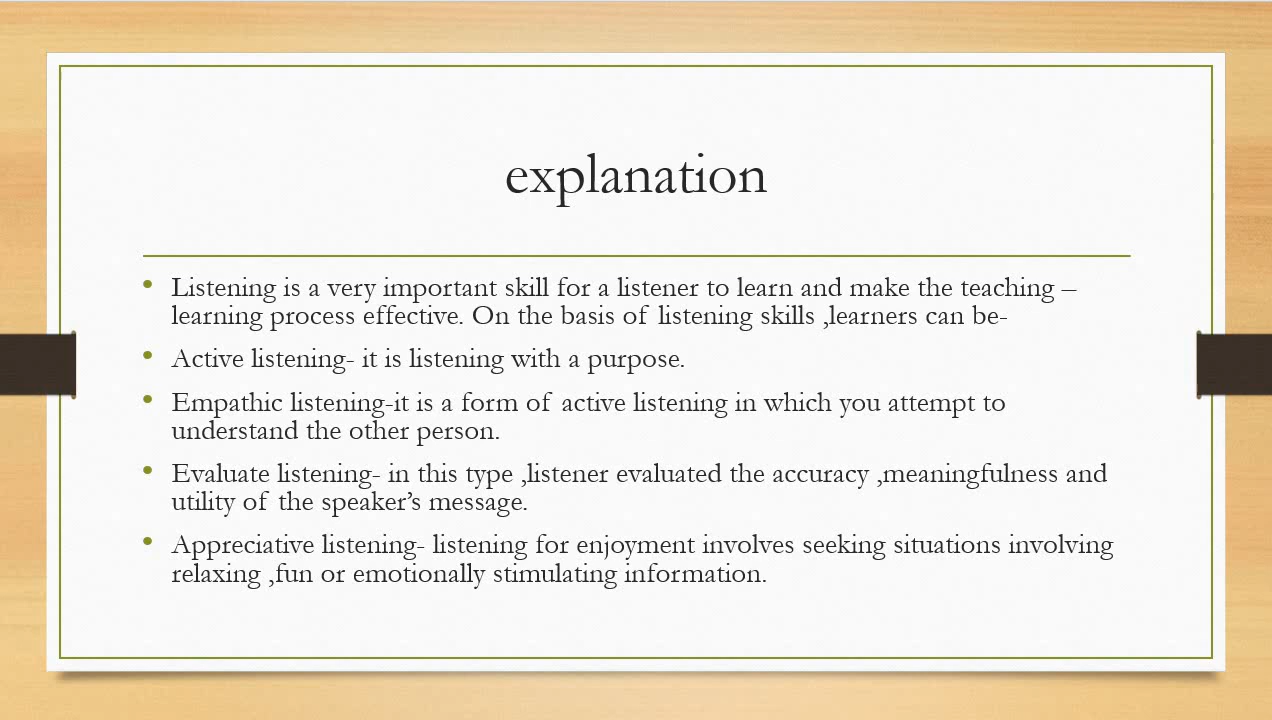 explanation
• Listening is a very important skill for a listener to learn and make the teaching –
learning process effective. On the basis of listening skills ,learners can be-
• Active listening- it is listening with a purpose.
• Empathic listening-it is a form of active listening in which you attempt to
understand the other person.
• Evaluate listening- in this type ,listener evaluated the accuracy ,meaningfulness and
utility of the speaker’s message.
• Appreciative listening- listening for enjoyment involves seeking situations involving
relaxing ,fun or emotionally stimulating information.